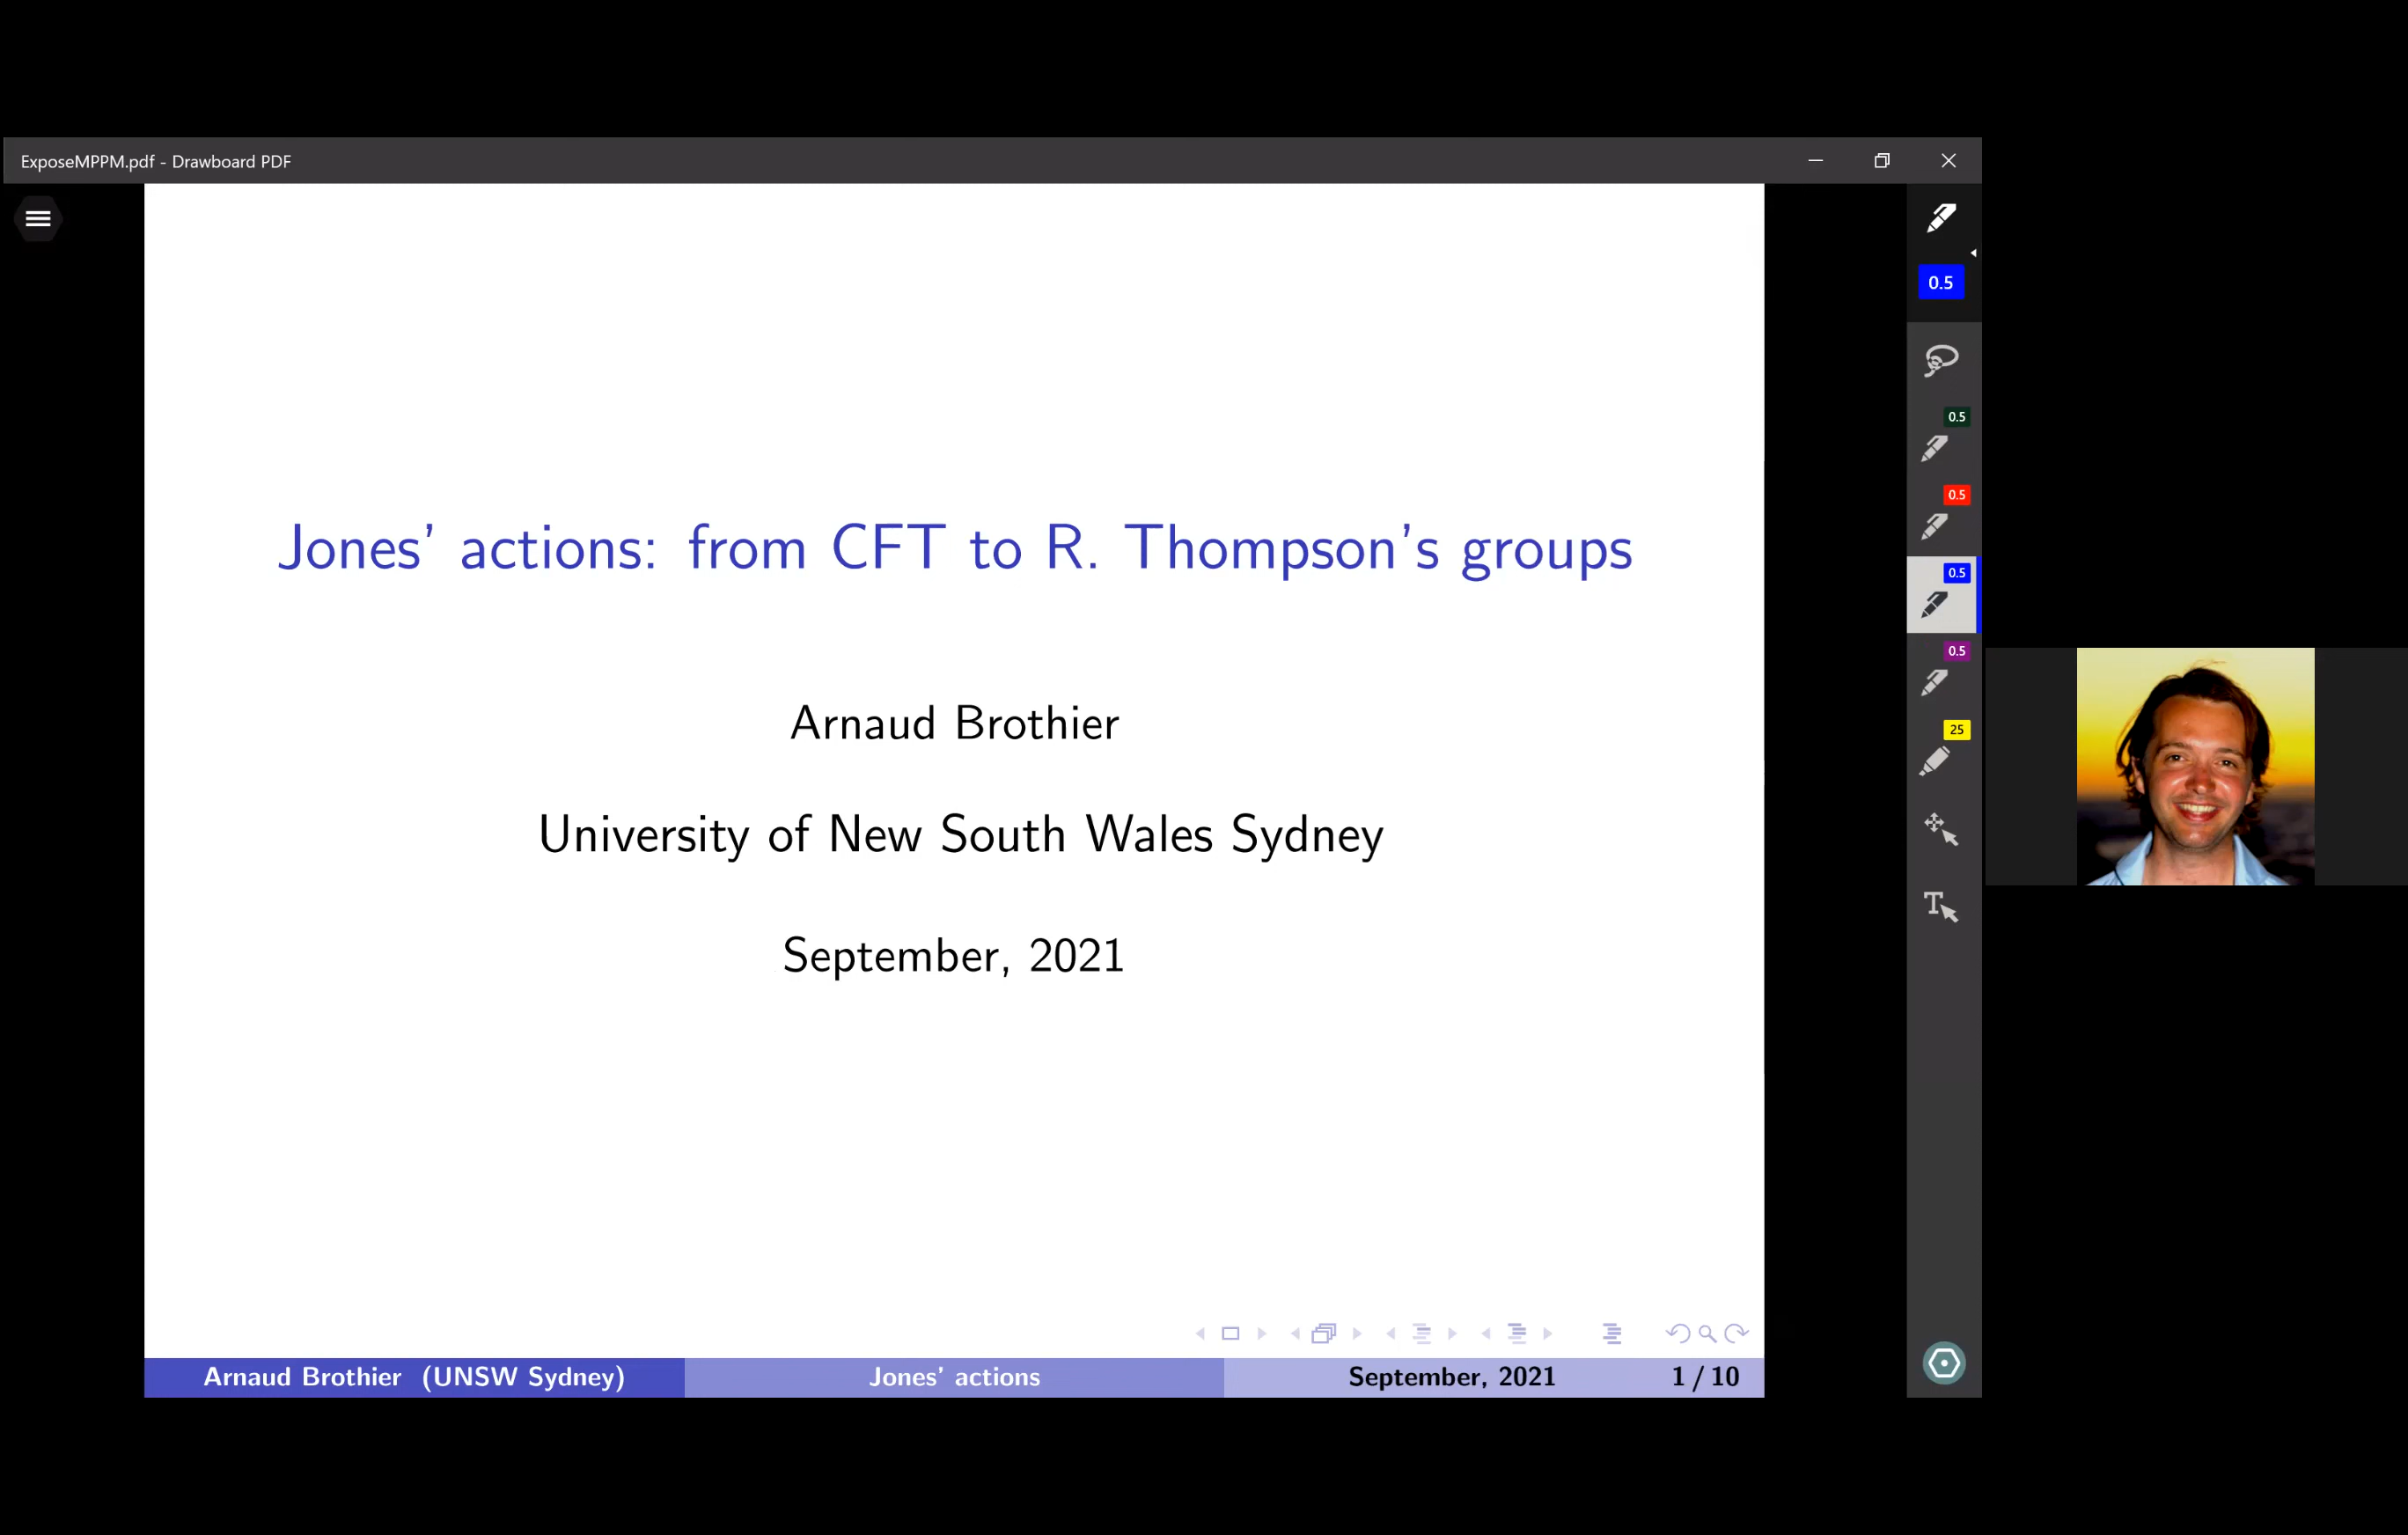 ExposeMPPM.pdf - Drawboard PDF
0.5
0.5
0.5
0.5
0.5
25
Jones' actions: from CFT to R. Thompson's groups
Arnaud Brothier
University of New South Wales Sydney
September, 2021
Arnaud Brothier (UNSW Sydney) Jones' actions September, 2021 1 / 10